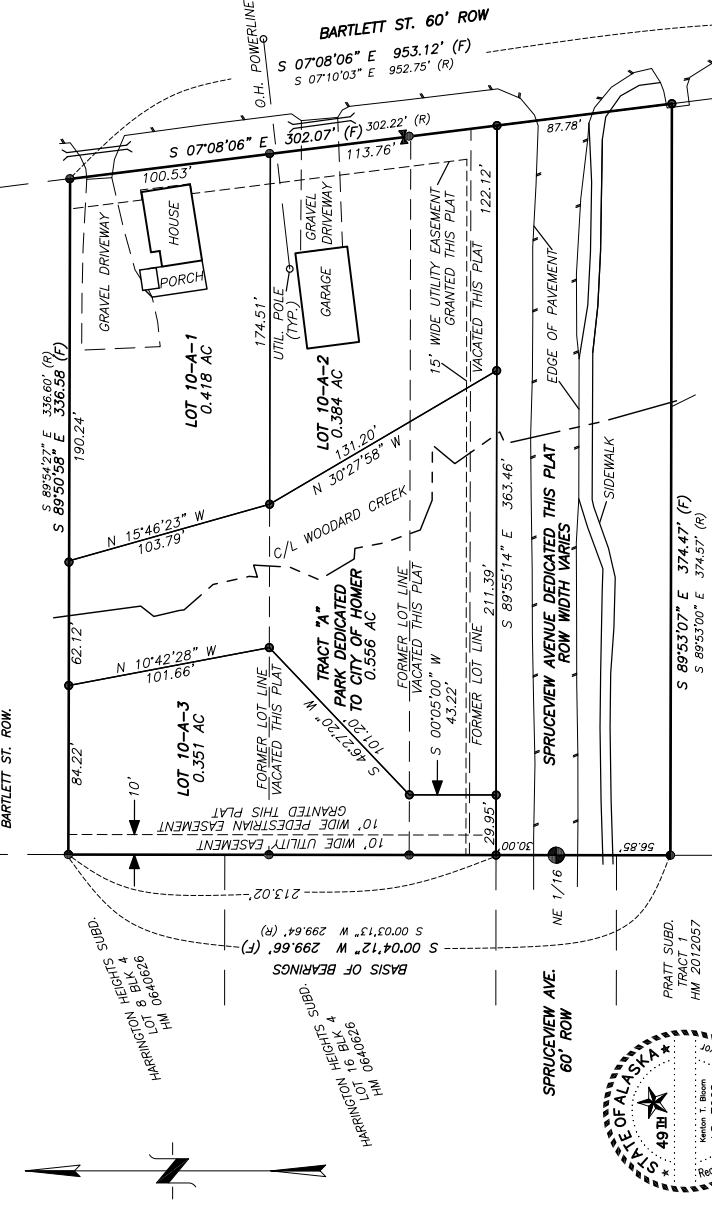 BARTLETT ST. 60' ROW
S 07°08'06" E 953.12' (F)
S 07°10'03" E 952.75' (R)
O.H. POWERLINE
S 07°08'06" E 302.07' (F)
302.22' (R)
100.53'
113.76'
87.78'
GRAVEL DRIVEWAY
HOUSE
PORCH
GRAVEL
DRIVEWAY
GARAGE
UTIL. POLE
(TYP.)
174.51'
122.12'
15' WIDE UTILITY EASEMENT
GRANTED THIS PLAT
VACATED THIS PLAT
EDGE OF PAVEMENT
S 89°54'27" E 336.60' (R)
S 89°50'58" E 336.58 (F)
190.24'
LOT 10-A-1
0.418 AC
LOT 10-A-2
0.384 AC
131.20'
N 30°27'58" W
N 15°46'23" W
103.79'
C/L WOODARD CREEK
62.12'
N 10°42'28" W
101.66'
TRACT "A"
PARK DEDICATED
TO CITY OF HOMER
0.556 AC
FORMER LOT LINE
VACATED THIS PLAT
211.39'
S 89°55'14" E 363.46'
SPRUCEVIEW AVENUE DEDICATED THIS PLAT
ROW WIDTH VARIES
SIDEWALK
S 89°53'07" E 374.47' (F)
S 89°53'00" E 374.57' (R)
BARTLETT ST. ROW.
84.22'
LOT 10-A-3
0.351 AC
FORMER LOT LINE
VACATED THIS PLAT
S 46°27'20" W
101.20'
S 00°05'00" W
43.22'
FORMER LOT LINE
10'
10' WIDE PEDESTRIAN EASEMENT
GRANTED THIS PLAT
10' WIDE UTILITY EASEMENT
29.95'
30.00'
56.85'
NE 1/16
213.02'
S 00°03'13" W 299.64' (R)
S 00°04'12" W 299.66' (F)
BASIS OF BEARINGS
HARRINGTON HEIGHTS SUBD.
LOT 8 BLK 4
HM 0640626
HARRINGTON HEIGHTS SUBD.
LOT 16 BLK 4
HM 0640626
SPRUCEVIEW AVE.
60' ROW
PRATT SUBD.
TRACT 1
HM 2012057
N
STATE OF ALASKA
49TH
Kenton T. Bloom